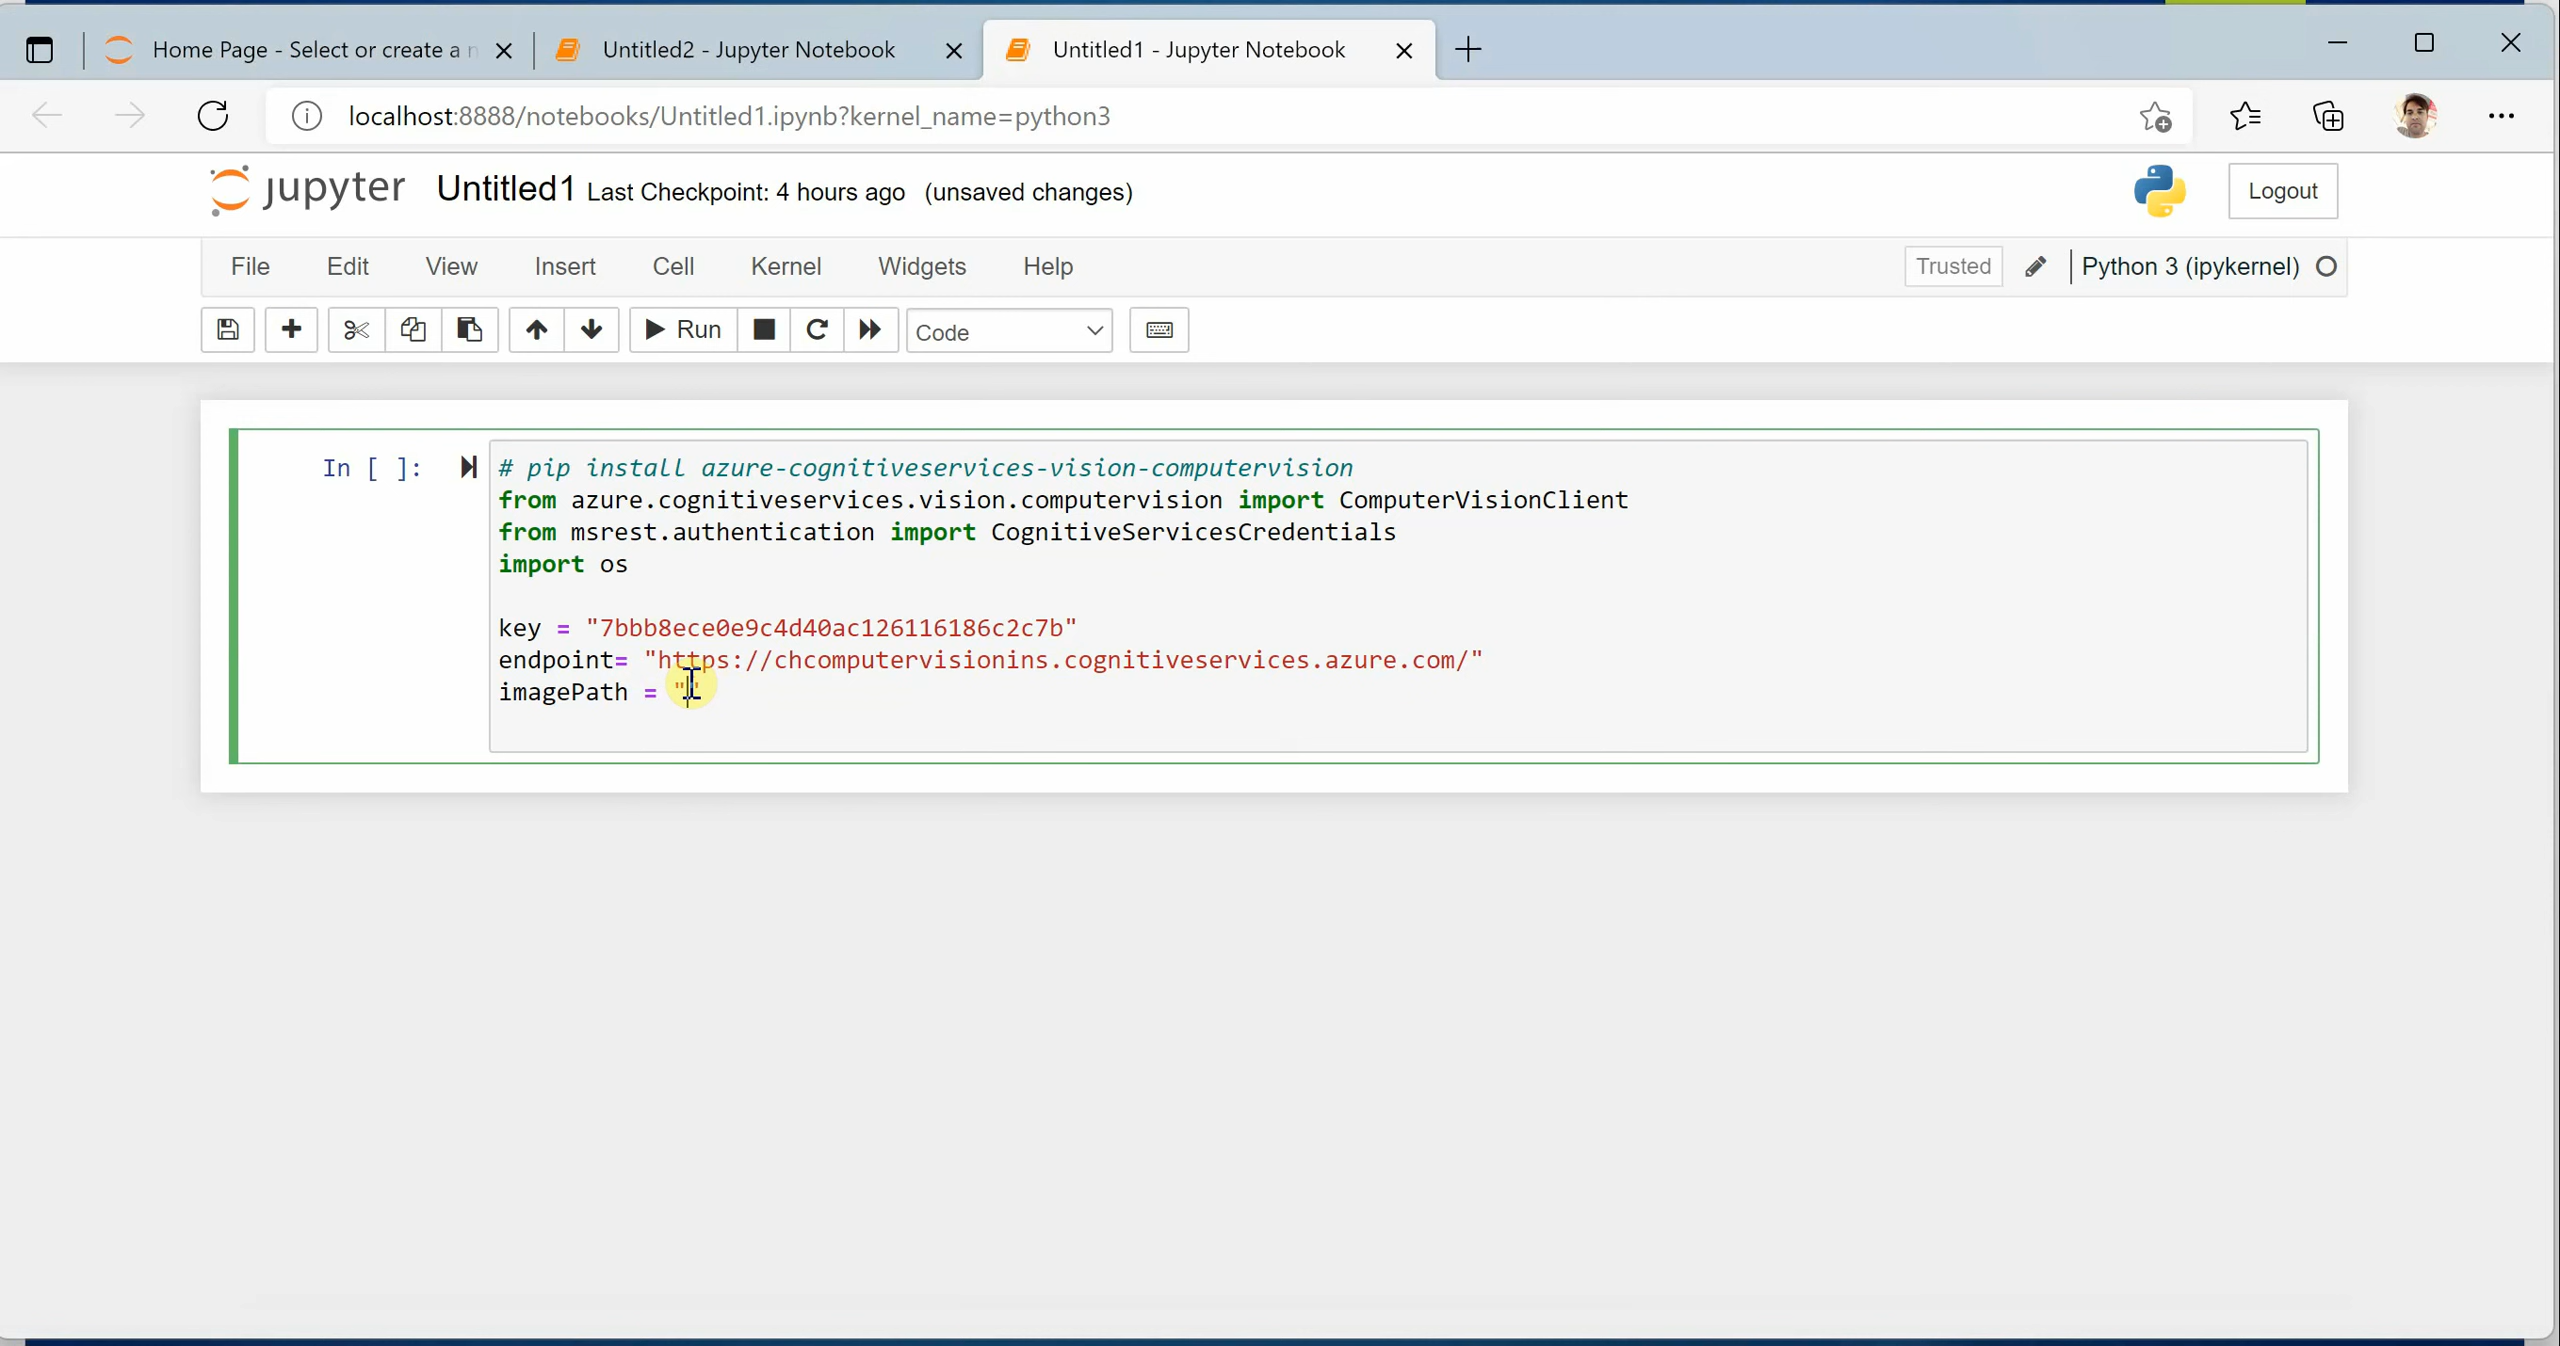 Home Page - Select or create a n
Untitled2 - Jupyter Notebook
Untitled1 - Jupyter Notebook
localhost:8888/notebooks/Untitled1.ipynb?kernel_name=python3
jupyter Untitled1 Last Checkpoint: 4 hours ago (unsaved changes)
Logout
File Edit View Insert Cell Kernel Widgets Help
Trusted
Python 3 (ipykernel)
Run
Code
In [ ]:
# pip install azure-cognitiveservices-vision-computervision
from azure.cognitiveservices.vision.computervision import ComputerVisionClient
from msrest.authentication import CognitiveServicesCredentials
import os
key = "7bbb8ece0e9c4d40ac126116186c2c7b"
endpoint= "https://chcomputervisionins.cognitiveservices.azure.com/"
imagePath = ""